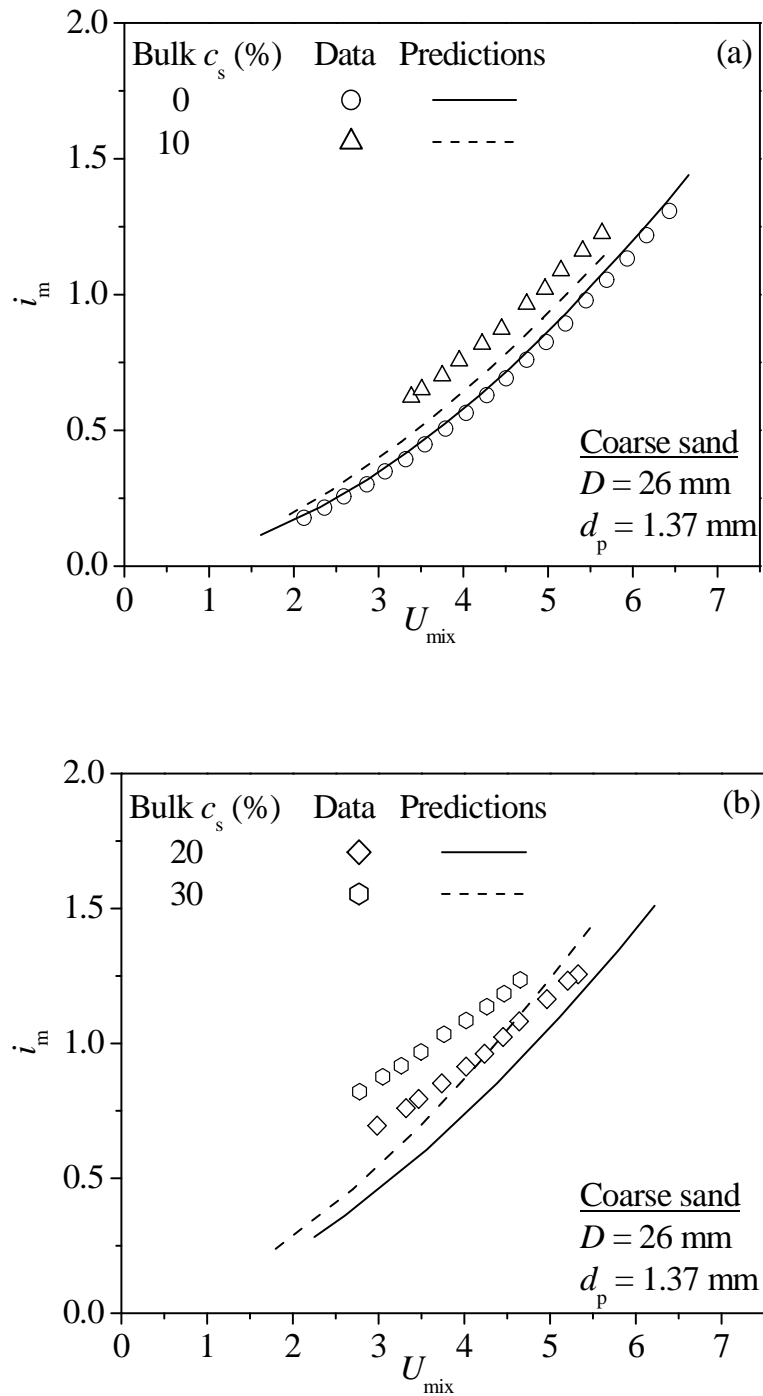 (a)
Bulk c_s (%) Data Predictions
0
10
2.0
1.5
1.0
0.5
0.0
i_m
0 1 2 3 4 5 6 7
U_mix
Coarse sand
D = 26 mm
d_p = 1.37 mm
(b)
Bulk c_s (%) Data Predictions
20
30
2.0
1.5
1.0
0.5
0.0
i_m
0 1 2 3 4 5 6 7
U_mix
Coarse sand
D = 26 mm
d_p = 1.37 mm